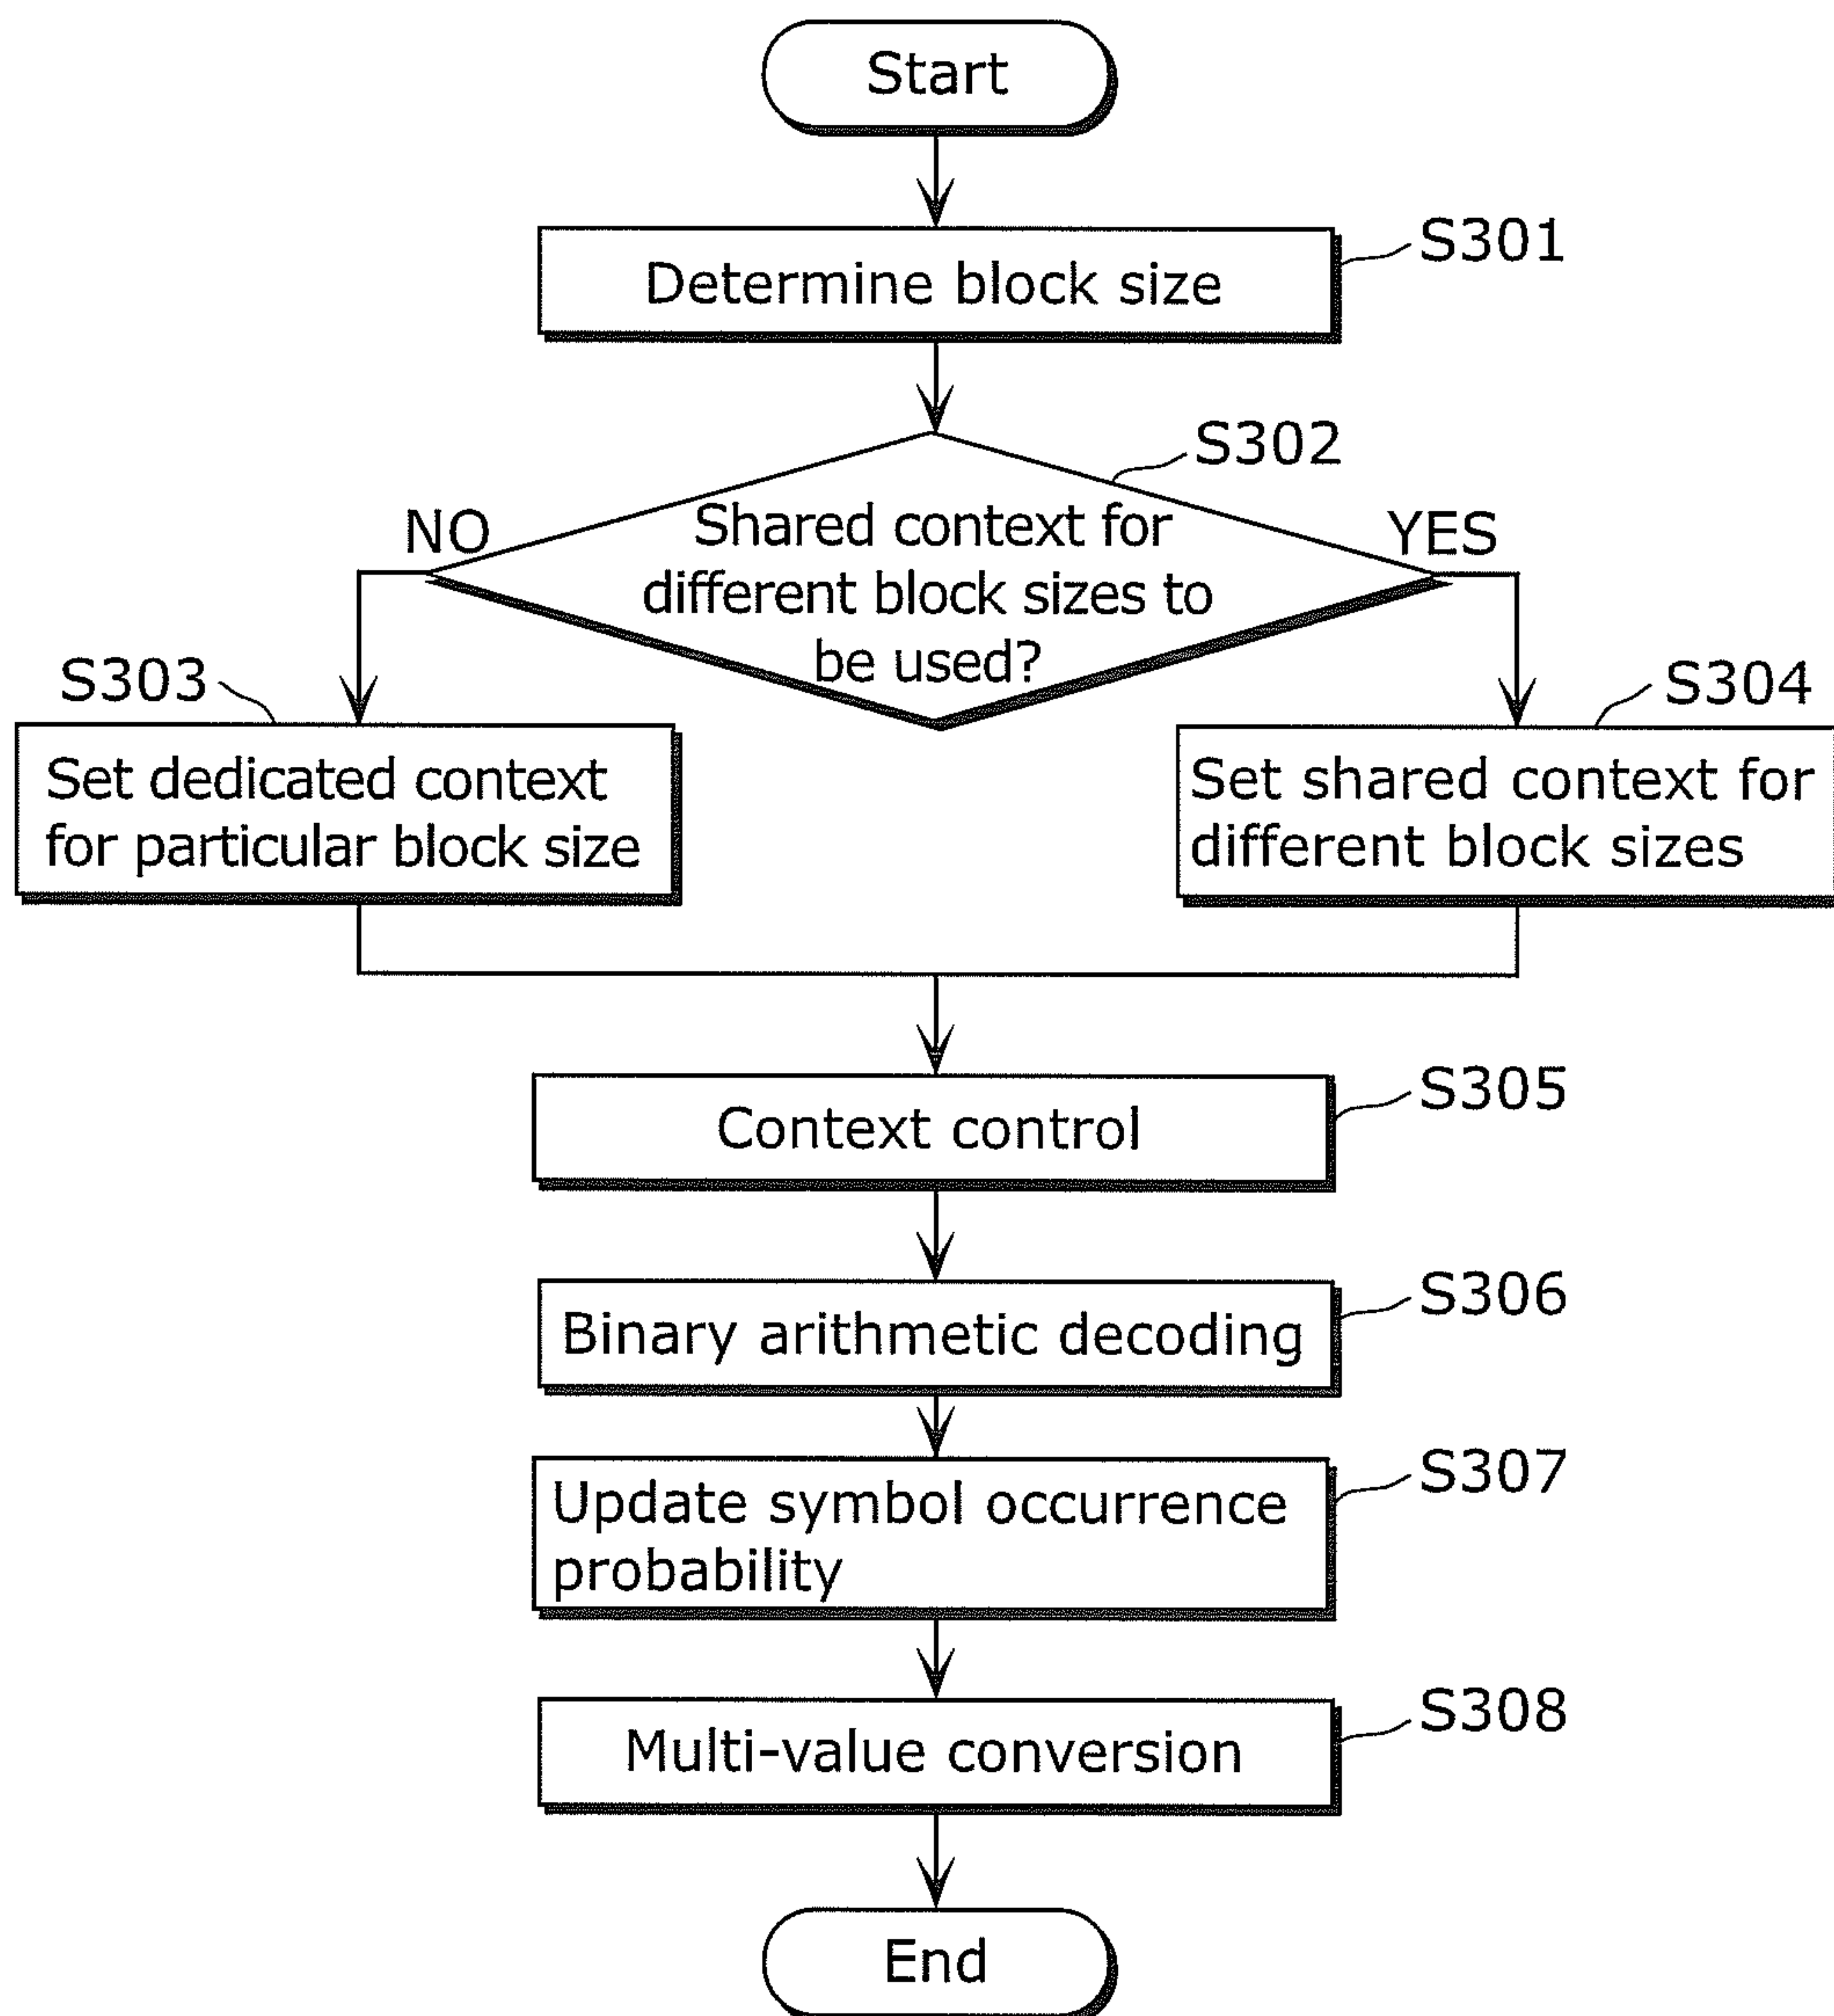 Start
S301
Determine block size
S302
NO
YES
Shared context for
different block sizes to
be used?
S303
S304
Set dedicated context
for particular block size
Set shared context for
different block sizes
S305
Context control
S306
Binary arithmetic decoding
S307
Update symbol occurrence
probability
S308
Multi-value conversion
End